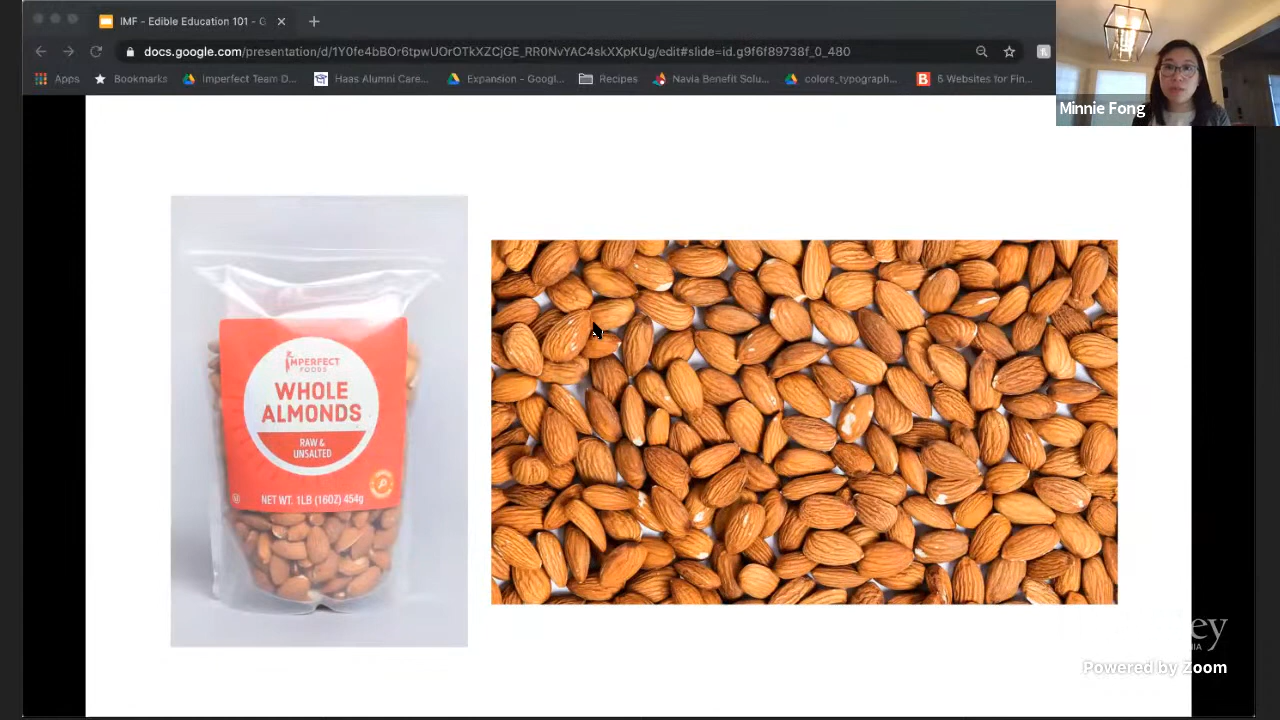 IMF - Edible Education 101 - G
docs.google.com/presentation/d/1Y0fe4bBOr6tpwUOrOTkXZCjGE_RR0NvYAC4skXXpKUg/edit#slide=id.g9f6f89738f_0_480
Apps
Bookmarks
Imperfect Team D...
Haas Alumni Care...
Expansion – Googl...
Recipes
Navia Benefit Solu...
colors_typograph...
6 Websites for Fin...
Minnie Fong
IMPERFECT
FOODS
WHOLE
ALMONDS
RAW &
UNSALTED
NET WT. 1LB (16OZ) 454g
ey
NIA
Powered by Zoom